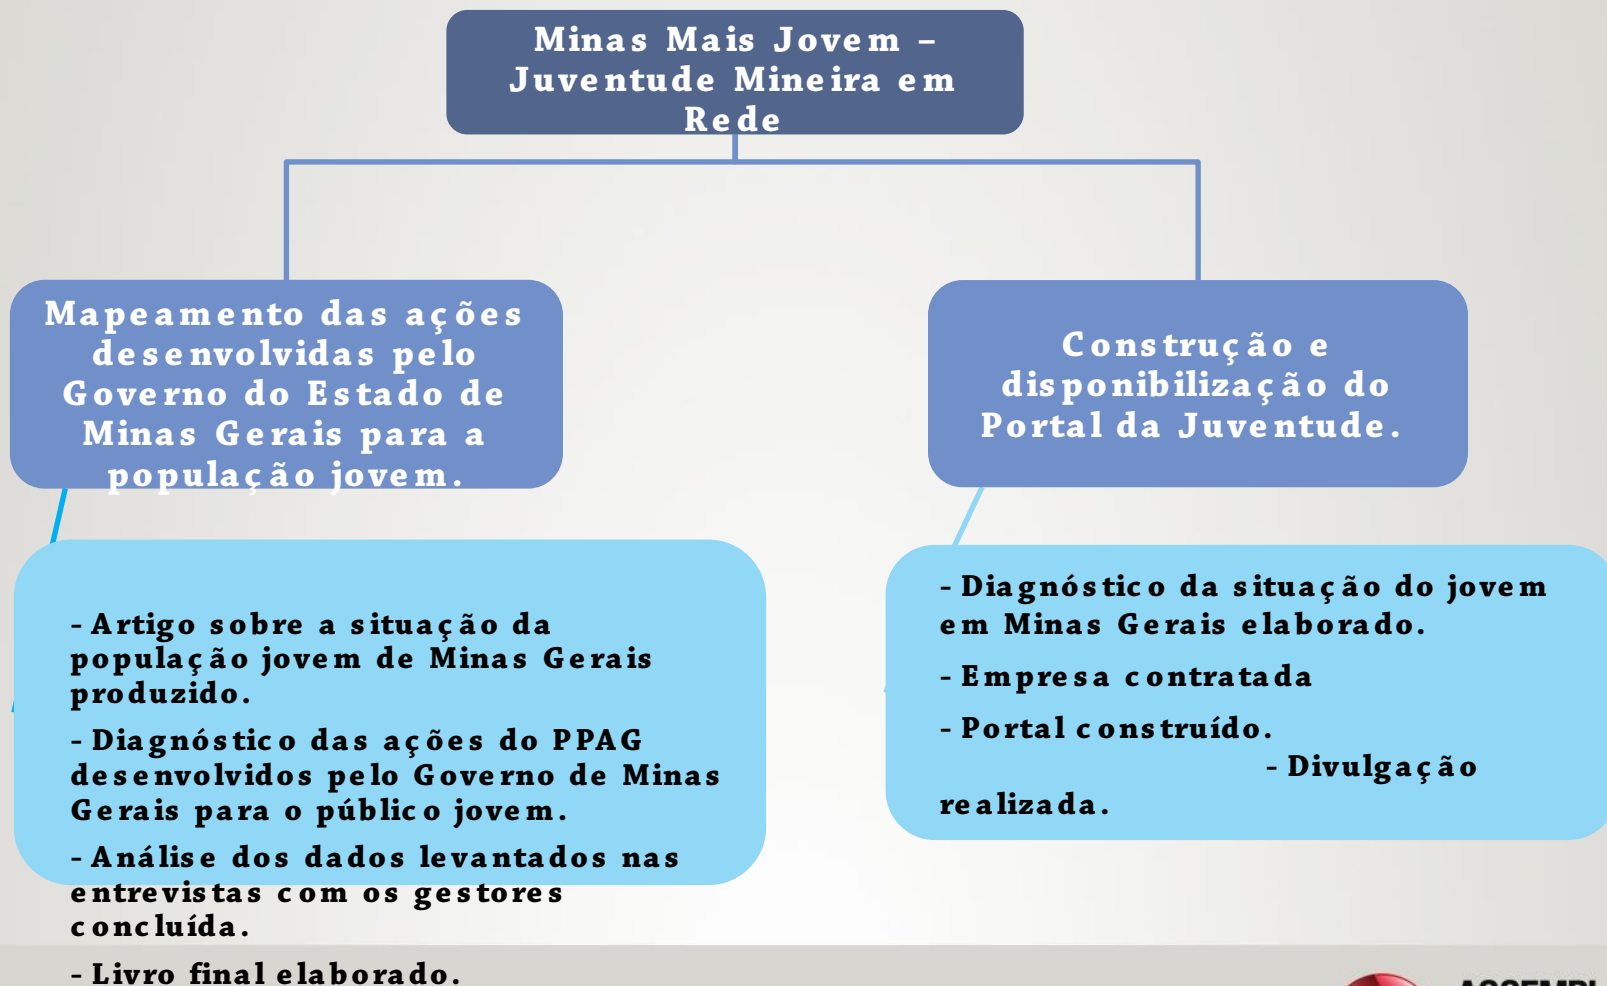 Minas Mais Jovem –
Juventude Mineira em
Rede
Mapeamento das ações
desenvolvidas pelo
Governo do Estado de
Minas Gerais para a
população jovem.
Construção e
disponibilização do
Portal da Juventude.
- Artigo sobre a situação da
população jovem de Minas Gerais
produzido.
- Diagnóstico das ações do PPAG
desenvolvidos pelo Governo de Minas
Gerais para o público jovem.
- Análise dos dados levantados nas
entrevistas com os gestores
concluída.
- Livro final elaborado.
- Diagnóstico da situação do jovem
em Minas Gerais elaborado.
- Empresa contratada
- Portal construído.
- Divulgação
realizada.